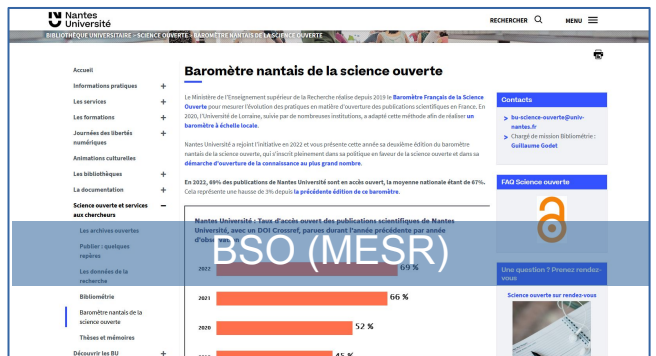 Nantes
Université
RECHERCHER
MENU
BIBLIOTHÈQUE UNIVERSITAIRE > SCIENCE OUVERTE > BAROMÈTRE NANTAIS DE LA SCIENCE OUVERTE
Accueil
Informations pratiques +
Les services +
Les formations +
Journées des libertés +
numériques
Animations culturelles
Les bibliothèques +
La documentation +
Science ouverte et services −
aux chercheurs
Les archives ouvertes
Publier : quelques
repères
Les données de la
recherche
Bibliométrie
Baromètre nantais de la
science ouverte
Thèses et mémoires
Découvrir les BU +
Baromètre nantais de la science ouverte
Le Ministère de l'Enseignement supérieur de la Recherche réalise depuis 2019 le Baromètre Français de la Science
Ouverte pour mesurer l'évolution des pratiques en matière d'ouverture des publications scientifiques en France. En
2020, l'Université de Lorraine, suivie par de nombreuses institutions, a adapté cette méthode afin de réaliser un
baromètre à échelle locale.
Nantes Université a rejoint l'initiative en 2022 et vous présente cette année sa deuxième édition du baromètre
nantais de la science ouverte, qui s'inscrit pleinement dans sa politique en faveur de la science ouverte et dans sa
démarche d'ouverture de la connaissance au plus grand nombre.
En 2022, 69% des publications de Nantes Université sont en accès ouvert, la moyenne nationale étant de 67%.
Cela représente une hausse de 3% depuis la précédente édition de ce baromètre.
Nantes Université : Taux d'accès ouvert des publications scientifiques de Nantes
Université, avec un DOI Crossref, parues durant l'année précédente par année
d'observation
BSO (MESR)
2022 69 %
2021 66 %
2020 52 %
45 %
Contacts
> bu-science-ouverte@univ-
nantes.fr
> Chargé de mission Bibliométrie :
Guillaume Godet
FAQ Science ouverte
Une question ? Prenez rendez-
vous
Science ouverte sur rendez-vous